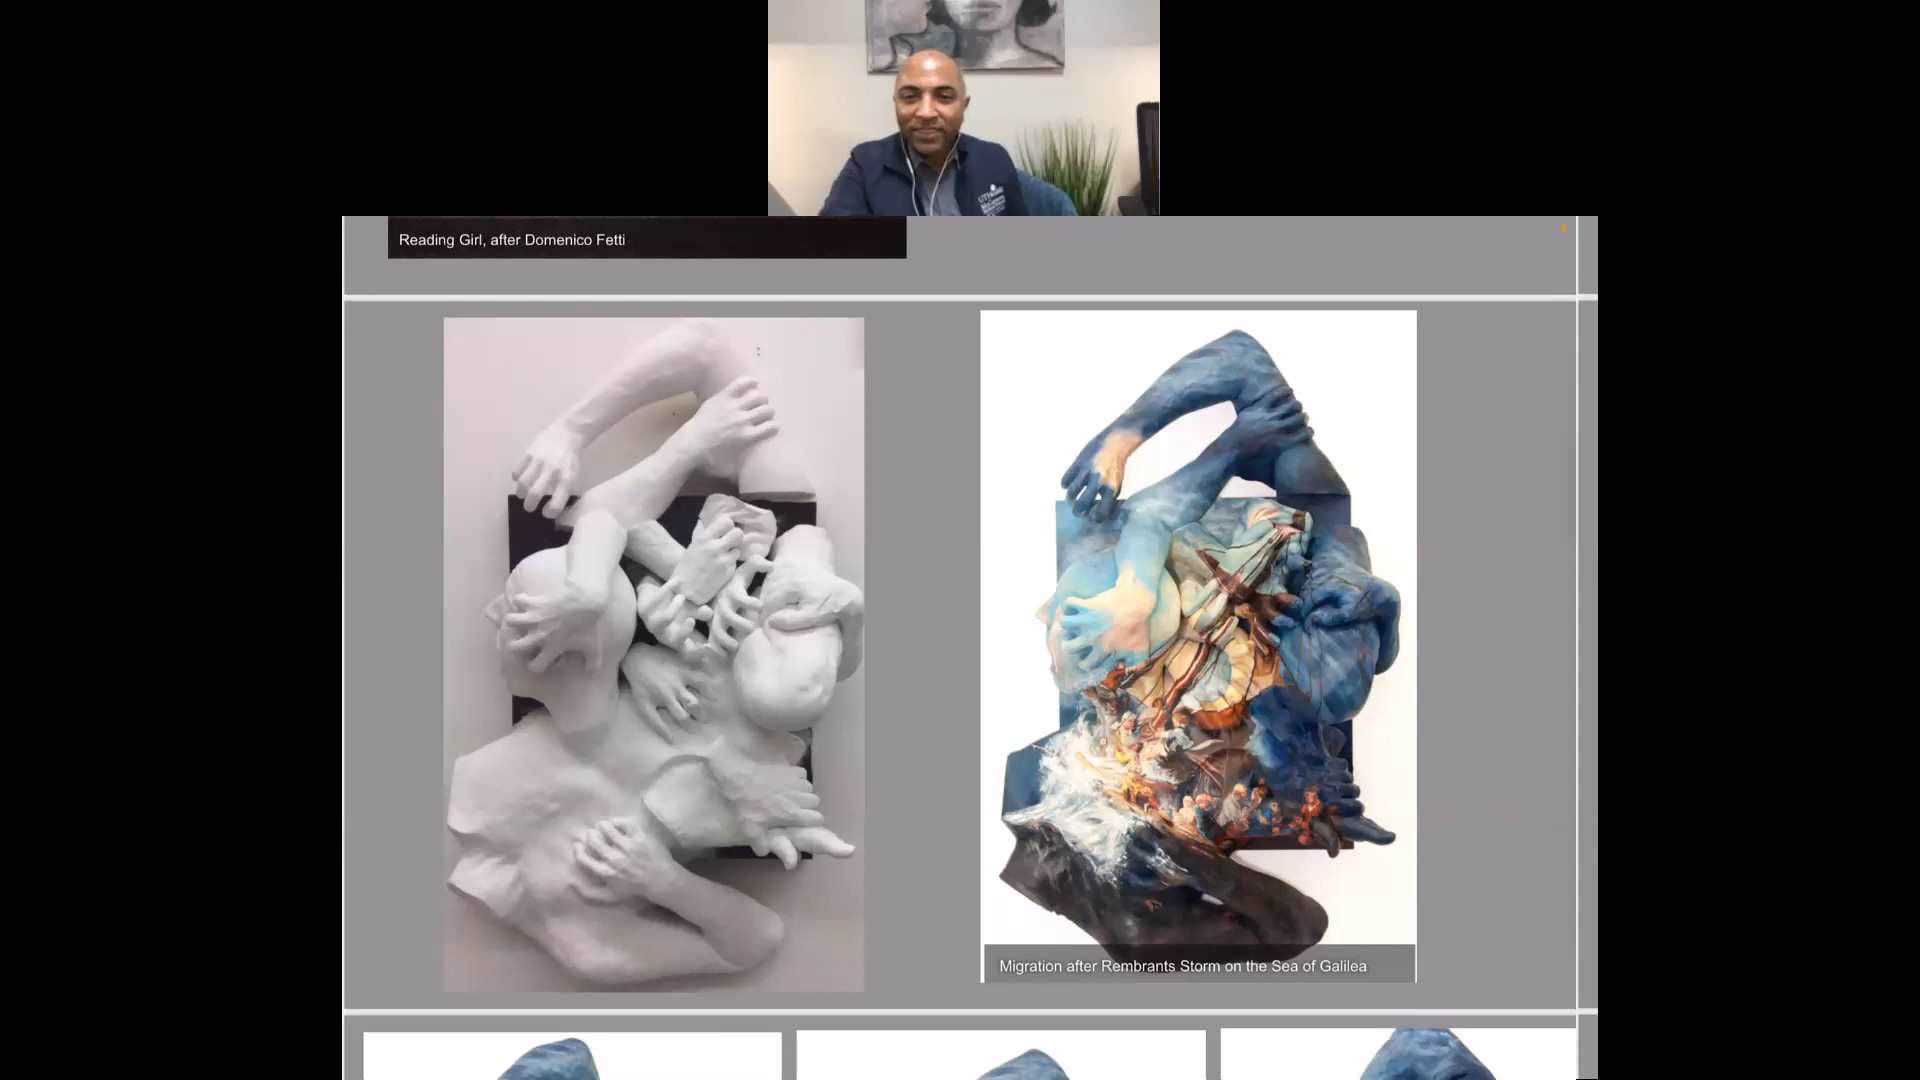 Reading Girl, after Domenico Fetti
Migration after Rembrants Storm on the Sea of Galilea